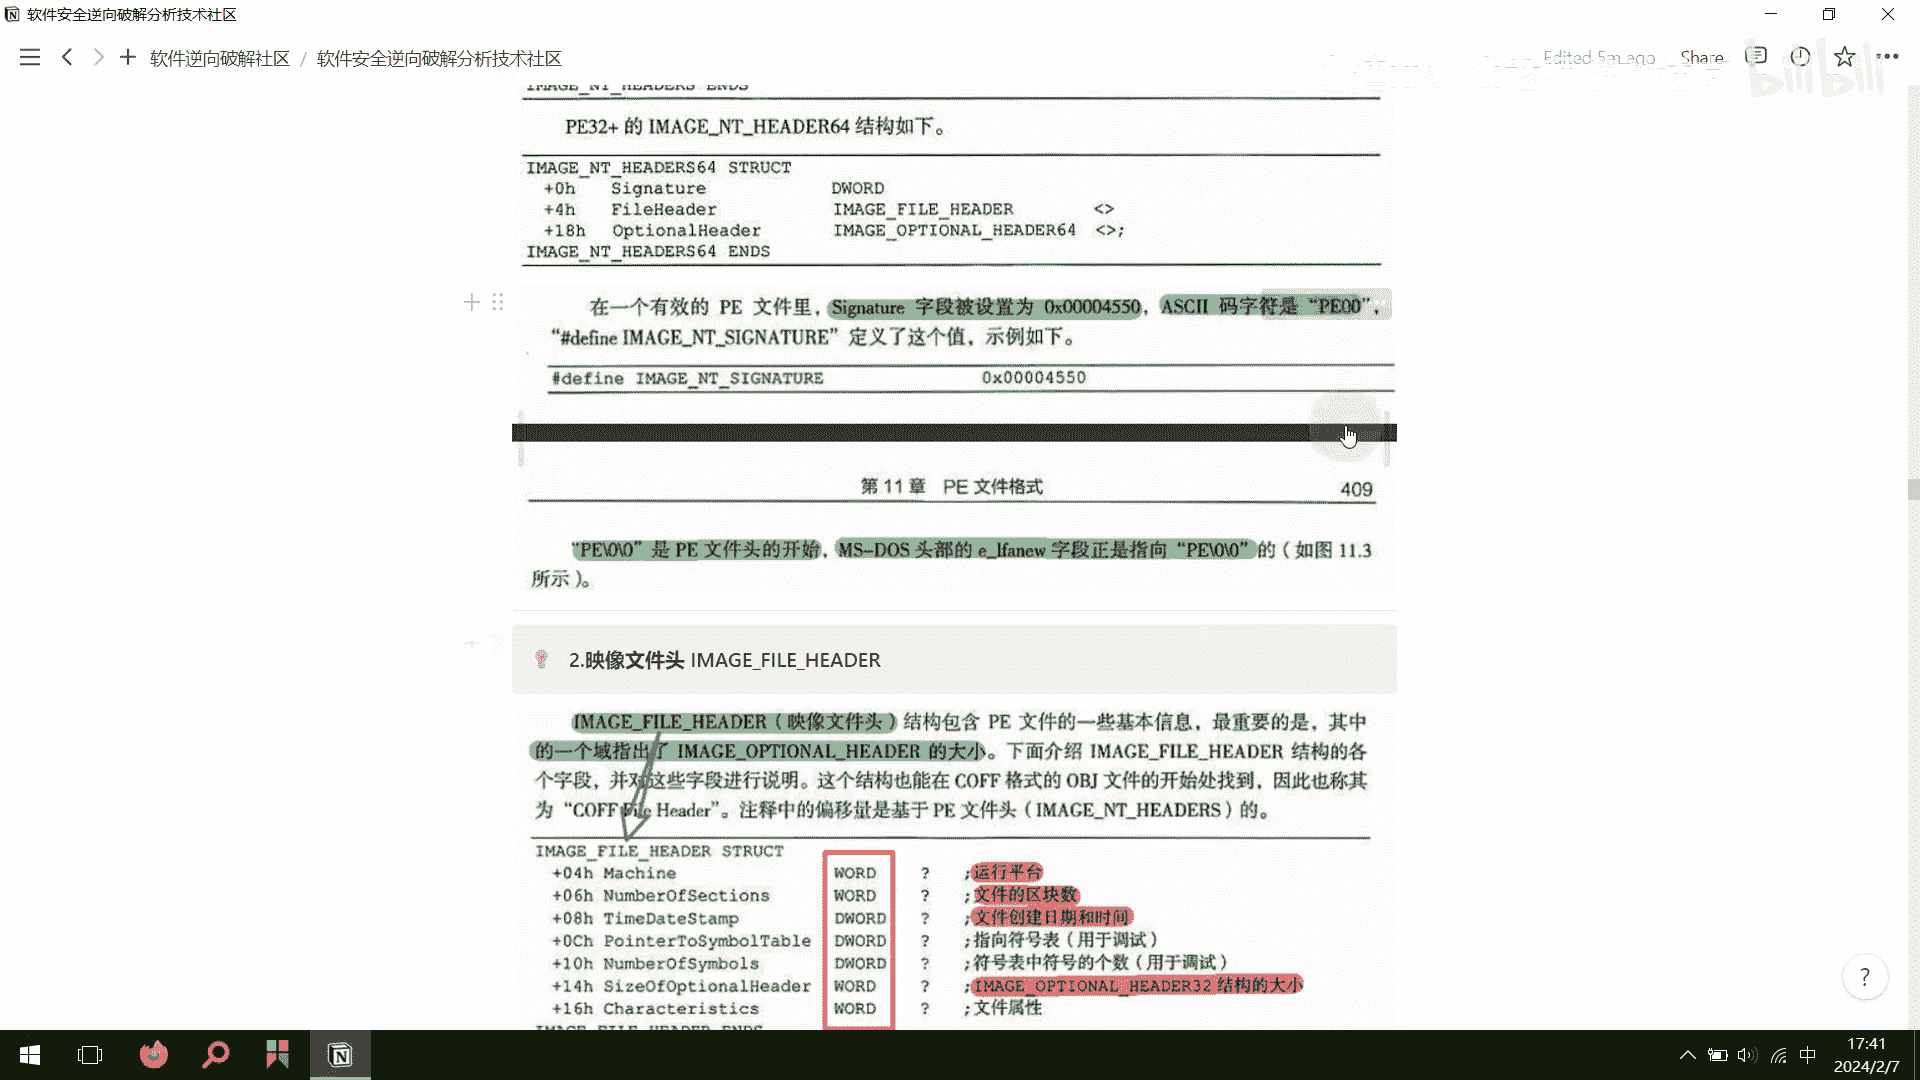 软件安全逆向破解分析技术社区
软件逆向破解社区 / 软件安全逆向破解分析技术社区
Edited 5m ago Share
bilibili
IMAGE_NT_HEADERS ENDS
PE32+ 的 IMAGE_NT_HEADER64 结构如下。
IMAGE_NT_HEADERS64 STRUCT
+0h Signature DWORD
+4h FileHeader IMAGE_FILE_HEADER <>
+18h OptionalHeader IMAGE_OPTIONAL_HEADER64 <>;
IMAGE_NT_HEADERS64 ENDS
在一个有效的 PE 文件里，Signature 字段被设置为 0x00004550，ASCII 码字符是“PE00”，
“#define IMAGE_NT_SIGNATURE”定义了这个值，示例如下。
#define IMAGE_NT_SIGNATURE 0x00004550
第 11 章 PE 文件格式 409
“PE\0\0”是 PE 文件头的开始，MS-DOS 头部的 e_lfanew 字段正是指向“PE\0\0”的（如图 11.3
所示）。
2.映像文件头 IMAGE_FILE_HEADER
IMAGE_FILE_HEADER（映像文件头）结构包含 PE 文件的一些基本信息，最重要的是，其中
的一个域指出了 IMAGE_OPTIONAL_HEADER 的大小。下面介绍 IMAGE_FILE_HEADER 结构的各
个字段，并对这些字段进行说明。这个结构也能在 COFF 格式的 OBJ 文件的开始处找到，因此也称其
为“COFF File Header”。注释中的偏移量是基于 PE 文件头（IMAGE_NT_HEADERS）的。
IMAGE_FILE_HEADER STRUCT
+04h Machine WORD ? ;运行平台
+06h NumberOfSections WORD ? ;文件的区块数
+08h TimeDateStamp DWORD ? ;文件创建日期和时间
+0Ch PointerToSymbolTable DWORD ? ;指向符号表（用于调试）
+10h NumberOfSymbols DWORD ? ;符号表中符号的个数（用于调试）
+14h SizeOfOptionalHeader WORD ? ;IMAGE_OPTIONAL_HEADER32 结构的大小
+16h Characteristics WORD ? ;文件属性
IMAGE_FILE_HEADER ENDS
?
中
17:41
2024/2/7